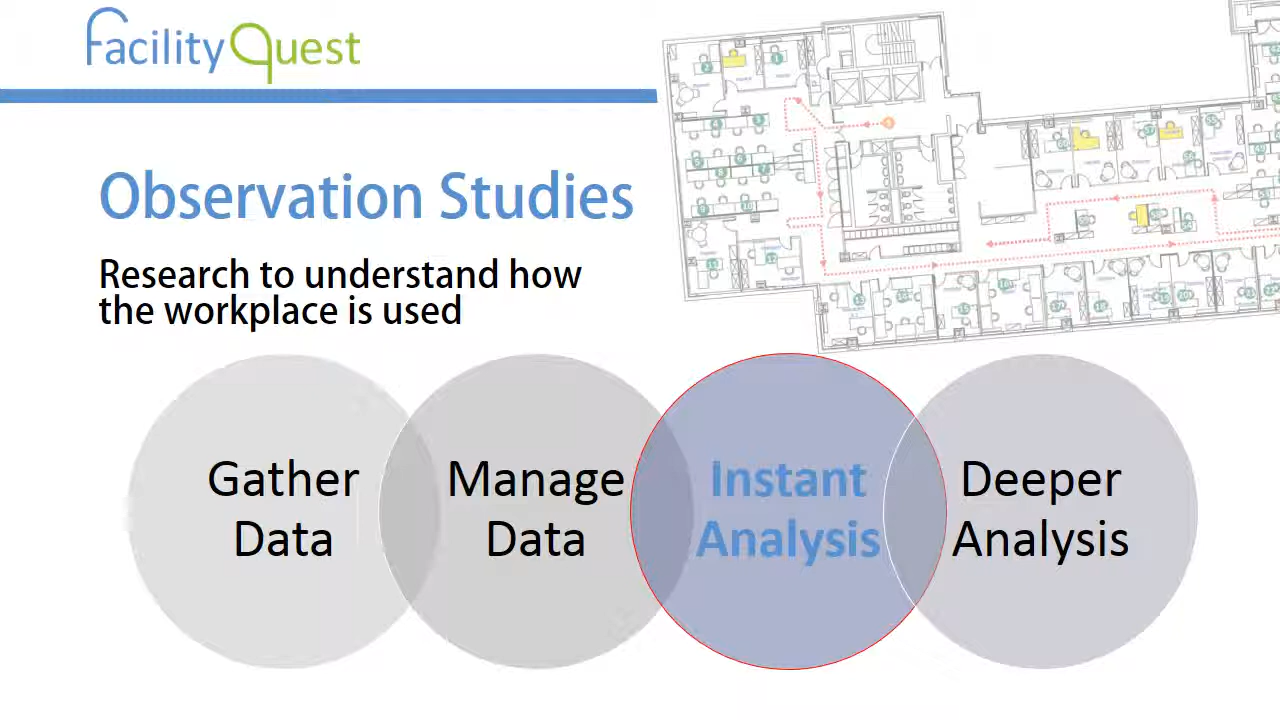 facilityQuest
Observation Studies
Research to understand how
the workplace is used
Gather
Data
Manage
Data
Instant
Analysis
Deeper
Analysis